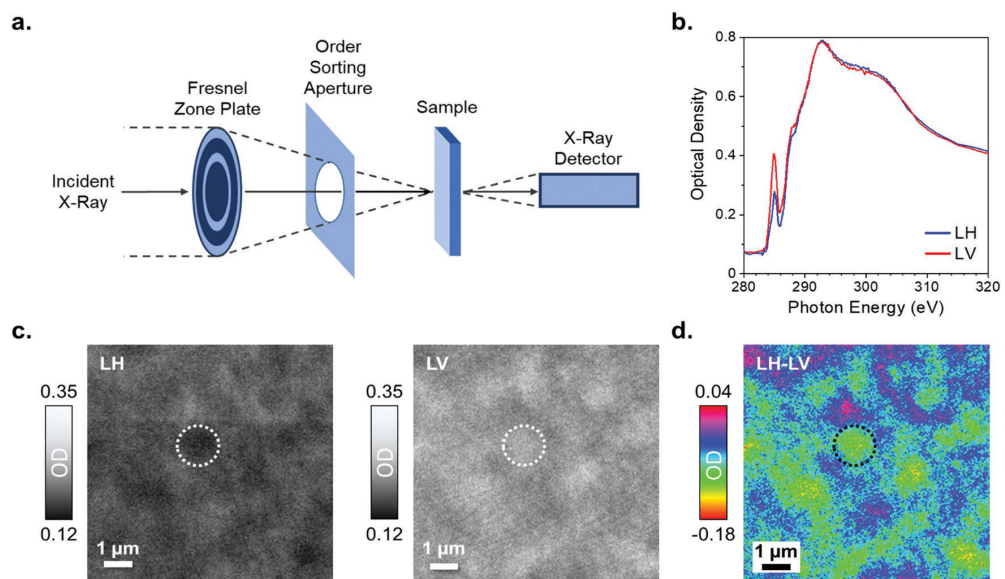 a.
Fresnel
Zone Plate
Order
Sorting
Aperture
Sample
X-Ray
Detector
Incident
X-Ray
b.
Optical Density
0.8
0.6
0.4
0.2
0
280
290
300
310
320
Photon Energy (eV)
LH
LV
c.
0.35
OD
0.12
LH
1 μm
0.35
OD
0.12
LV
1 μm
d.
0.04
OD
-0.18
LH-LV
1 μm